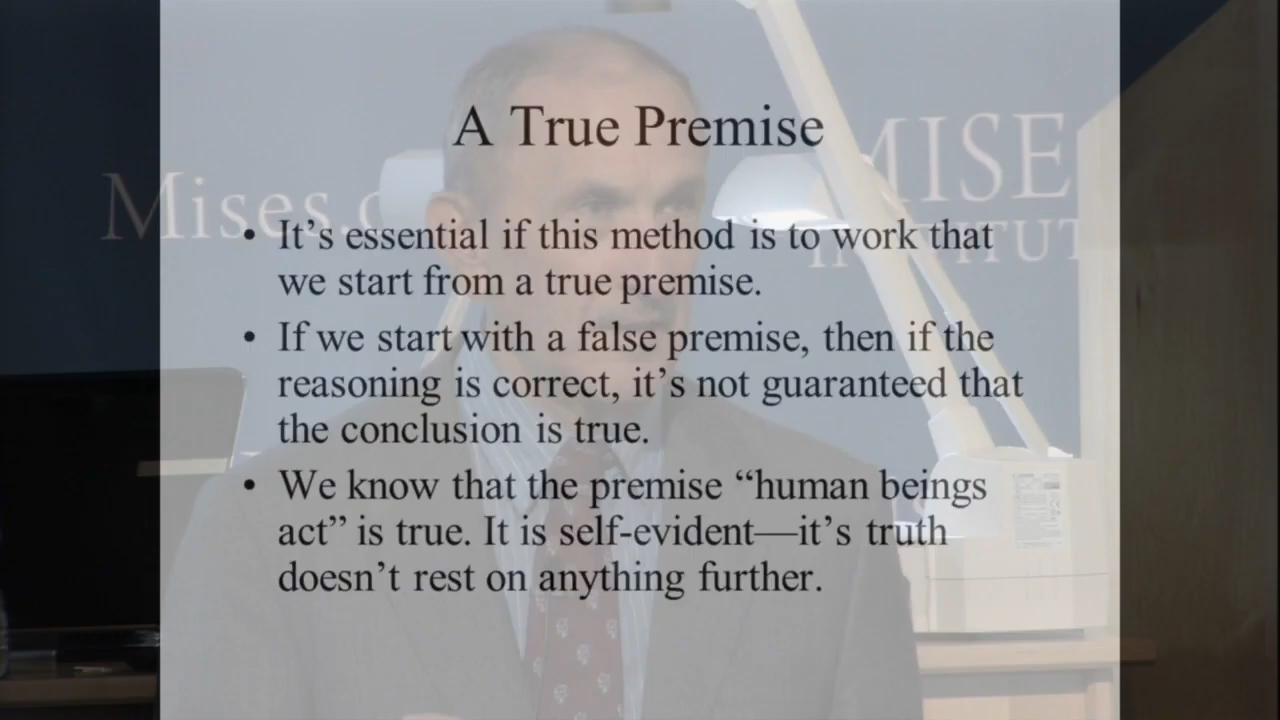 A True Premise
Mises.
MISES
INSTITUT
• It’s essential if this method is to work that
we start from a true premise.
• If we start with a false premise, then if the
reasoning is correct, it’s not guaranteed that
the conclusion is true.
• We know that the premise “human beings
act” is true. It is self-evident—it’s truth
doesn’t rest on anything further.